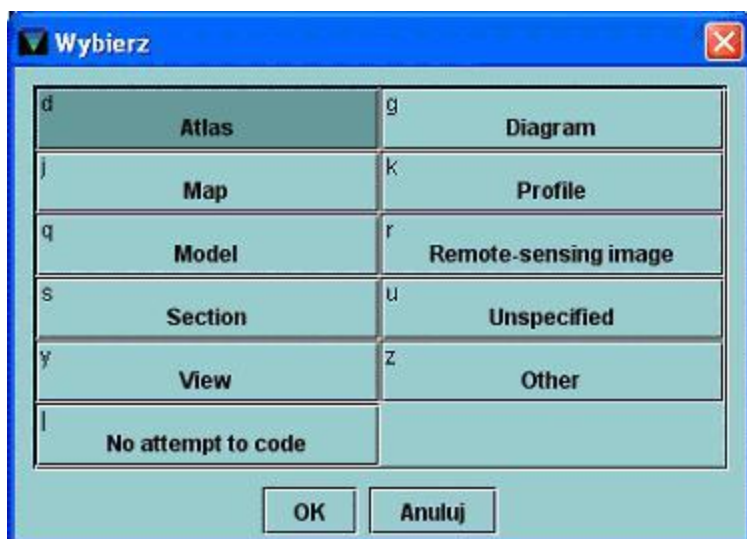 Wybierz
d
Atlas
g
Diagram
j
Map
k
Profile
q
Model
r
Remote-sensing image
s
Section
u
Unspecified
y
View
z
Other
|
No attempt to code
OK
Anuluj